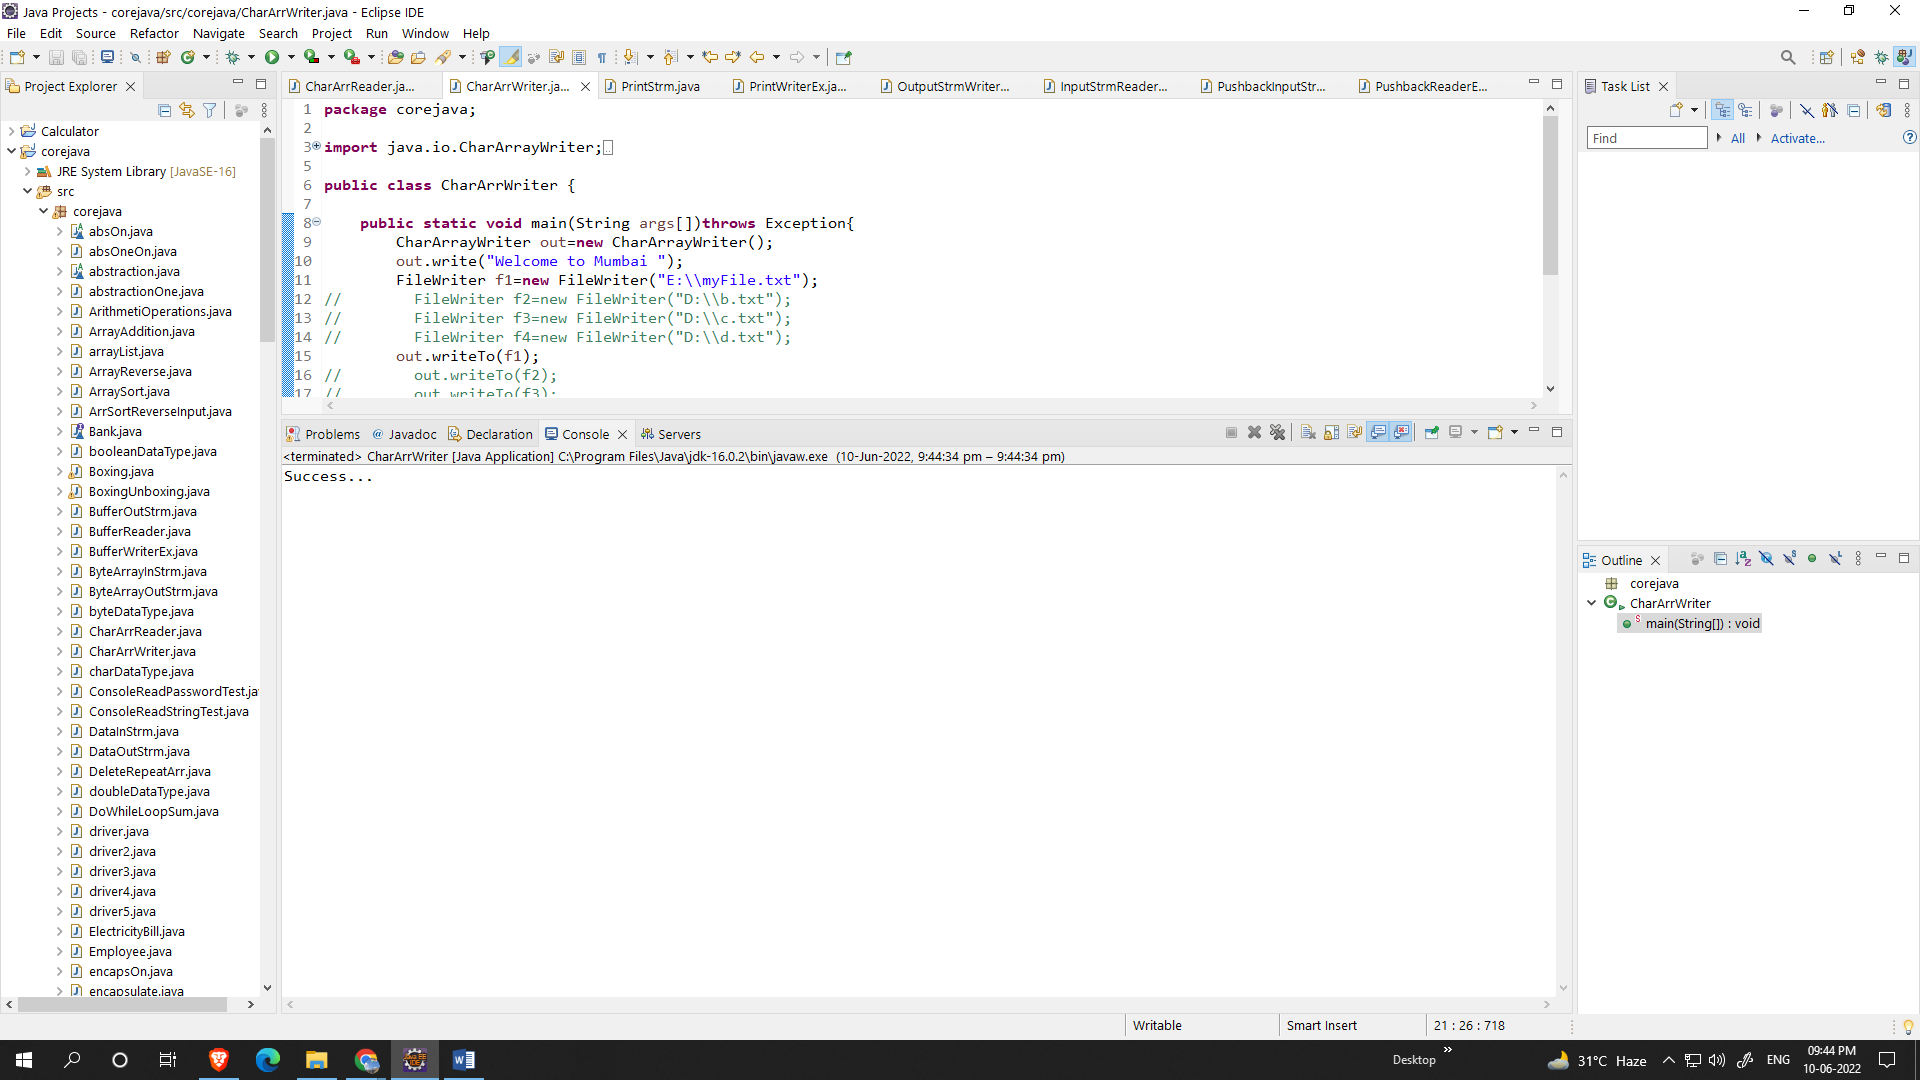 Java Projects - corejava/src/corejava/CharArrWriter.java - Eclipse IDE
File Edit Source Refactor Navigate Search Project Run Window Help
Project Explorer
Calculator
corejava
JRE System Library [JavaSE-16]
src
corejava
absOn.java
absOneOn.java
abstraction.java
abstractionOne.java
ArithmetiOperations.java
ArrayAddition.java
arrayList.java
ArrayReverse.java
ArraySort.java
ArrSortReverseInput.java
Bank.java
booleanDataType.java
Boxing.java
BoxingUnboxing.java
BufferOutStrm.java
BufferReader.java
BufferWriterEx.java
ByteArrayInStrm.java
ByteArrayOutStrm.java
byteDataType.java
CharArrReader.java
CharArrWriter.java
charDataType.java
ConsoleReadPasswordTest.ja
ConsoleReadStringTest.java
DataInStrm.java
DataOutStrm.java
DeleteRepeatArr.java
doubleDataType.java
DoWhileLoopSum.java
driver.java
driver2.java
driver3.java
driver4.java
driver5.java
ElectricityBill.java
Employee.java
encapsOn.java
encapsulate.java
CharArrReader.ja... CharArrWriter.ja... PrintStrm.java PrintWriterEx.ja... OutputStrmWriter... InputStrmReader... PushbackInputStr... PushbackReaderE...
1 package corejava;
2
3 import java.io.CharArrayWriter;
5
6 public class CharArrWriter {
7
8 public static void main(String args[])throws Exception{
9 CharArrayWriter out=new CharArrayWriter();
10 out.write("Welcome to Mumbai ");
11 FileWriter f1=new FileWriter("E:\\myFile.txt");
12 // FileWriter f2=new FileWriter("D:\\b.txt");
13 // FileWriter f3=new FileWriter("D:\\c.txt");
14 // FileWriter f4=new FileWriter("D:\\d.txt");
15 out.writeTo(f1);
16 // out.writeTo(f2);
17 // out.writeTo(f3);
Problems Javadoc Declaration Console Servers
<terminated> CharArrWriter [Java Application] C:\Program Files\Java\jdk-16.0.2\bin\javaw.exe (10-Jun-2022, 9:44:34 pm – 9:44:34 pm)
Success...
Task List
Find All Activate...
Outline
corejava
CharArrWriter
main(String[]) : void
Writable Smart Insert 21 : 26 : 718
Desktop 31°C Haze ENG 09:44 PM
10-06-2022